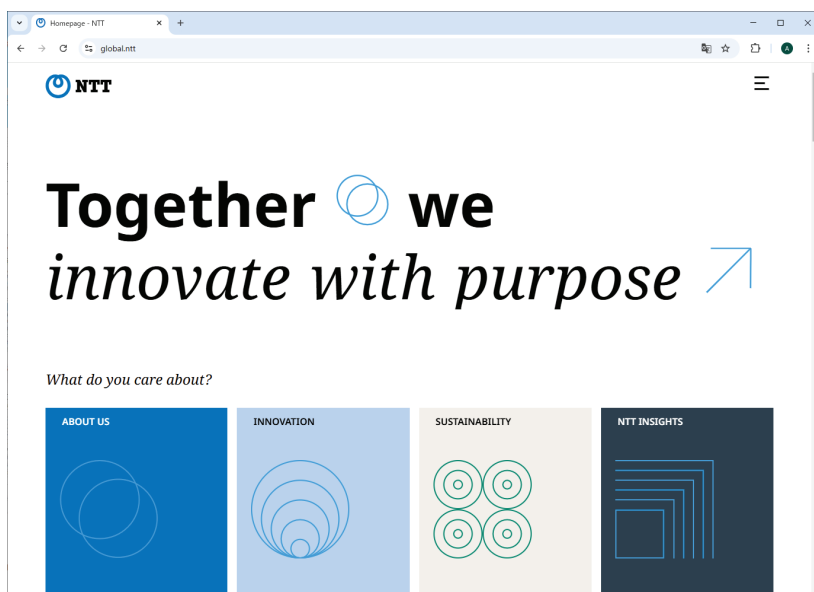 Homepage - NTT
global.ntt
A
NTT
Together we
innovate with purpose
What do you care about?
ABOUT US
INNOVATION
SUSTAINABILITY
NTT INSIGHTS